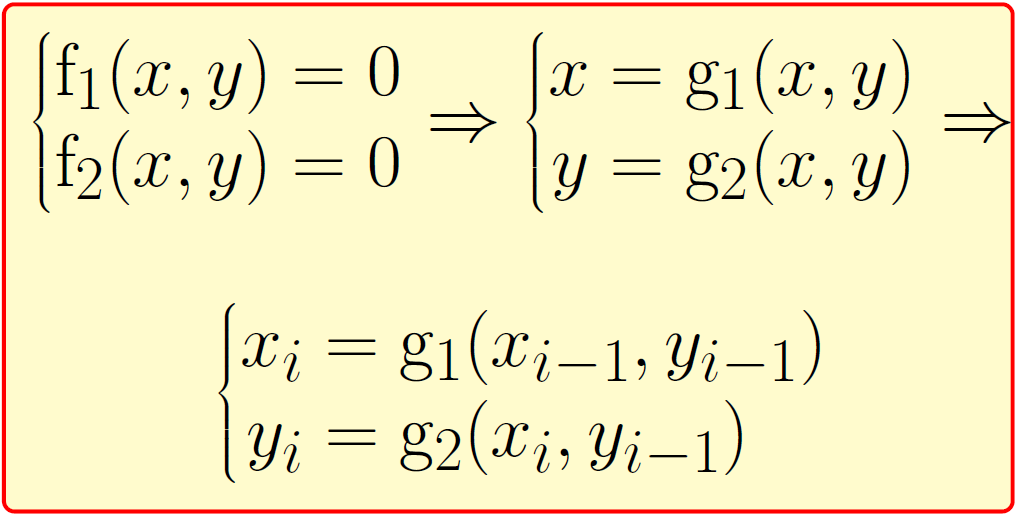 {f₁(x, y) = 0 ⇒ {x = g₁(x, y) ⇒
{f₂(x, y) = 0 {y = g₂(x, y)
{xᵢ = g₁(xᵢ₋₁, yᵢ₋₁)
{yᵢ = g₂(xᵢ, yᵢ₋₁)